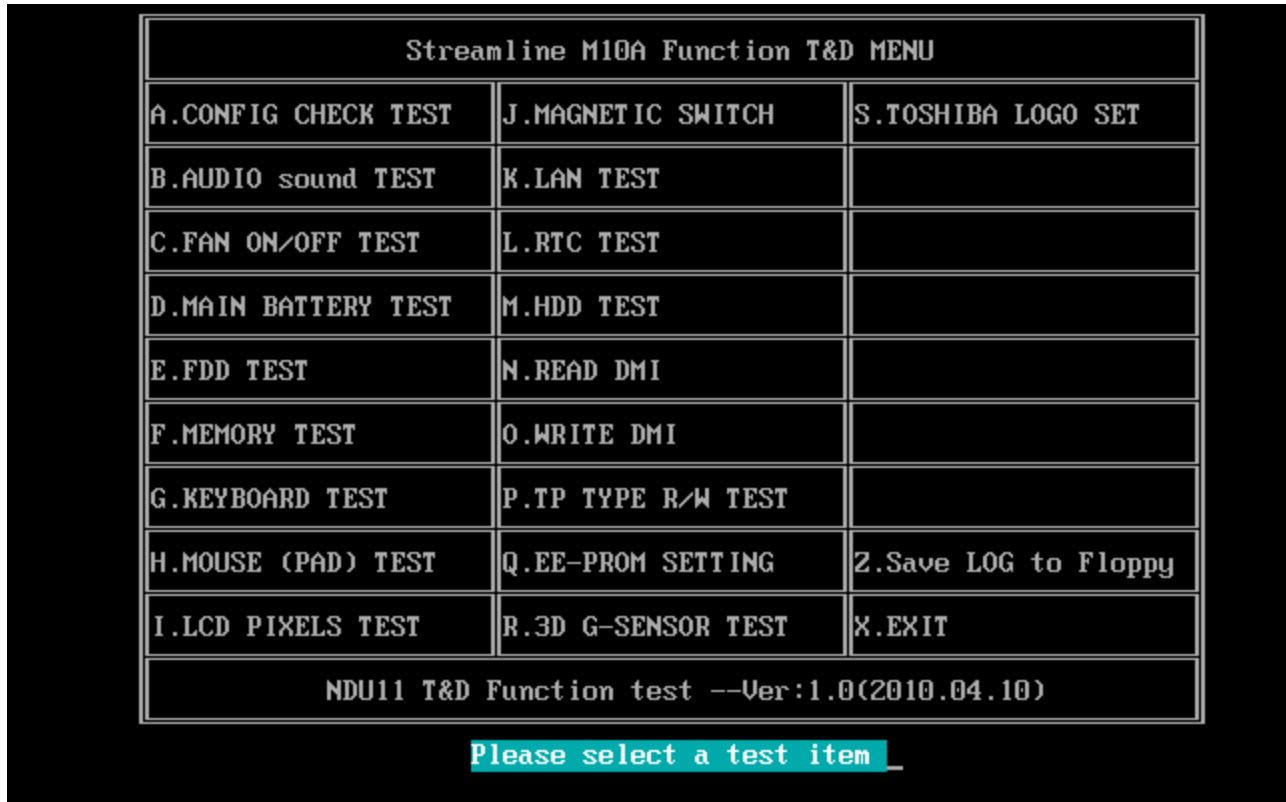 Streamline M10A Function T&D MENU
A.CONFIG CHECK TEST J.MAGNETIC SWITCH S.TOSHIBA LOGO SET
B.AUDIO sound TEST K.LAN TEST
C.FAN ON/OFF TEST L.RTC TEST
D.MAIN BATTERY TEST M.HDD TEST
E.FDD TEST N.READ DMI
F.MEMORY TEST O.WRITE DMI
G.KEYBOARD TEST P.TP TYPE R/W TEST
H.MOUSE (PAD) TEST Q.EE-PROM SETTING Z.Save LOG to Floppy
I.LCD PIXELS TEST R.3D G-SENSOR TEST X.EXIT
NDU11 T&D Function test --Ver:1.0(2010.04.10)
Please select a test item _